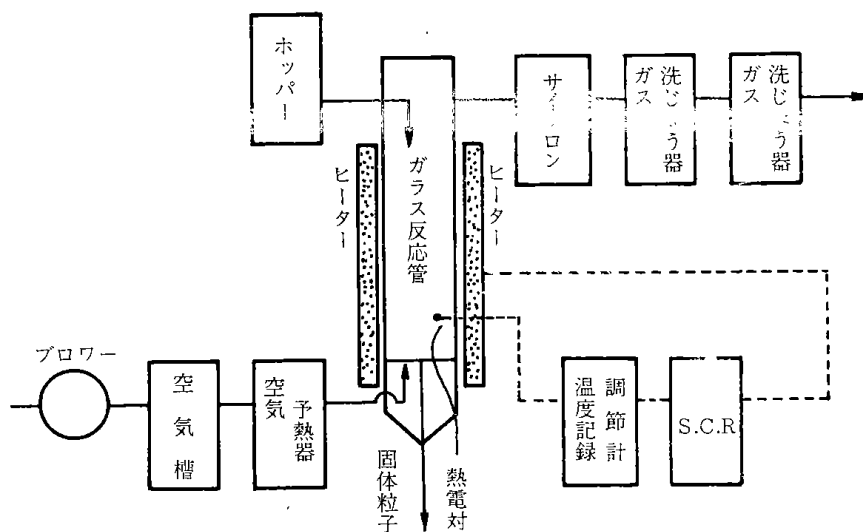 ホッパー
ガラス反応管
ヒーター
ヒーター
サイクロン
ガス
洗じょう器
ガス
洗じょう器
ブロワー
空気槽
空気
予熱器
固体粒子
熱電対
温度記録
調節計
S.C.R